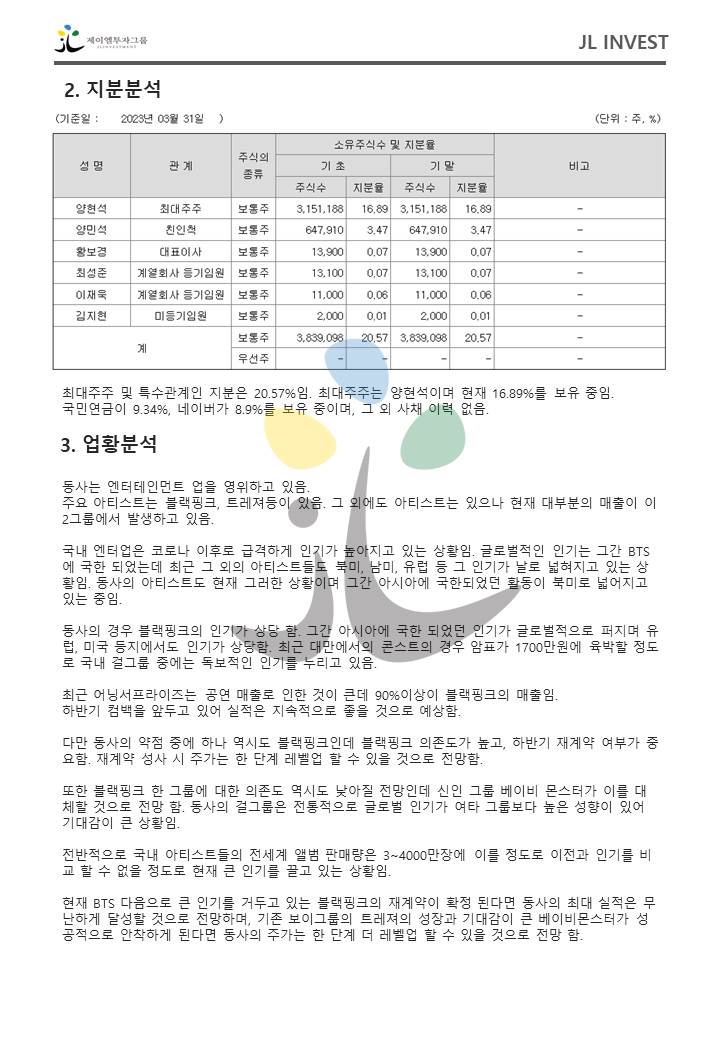 제이엘투자그룹
JL INVESTMENT
JL INVEST
2. 지분분석
(기준일 : 2023년 03월 31일 ) (단위 : 주, %)
성 명 관 계 주식의 종류 소유주식수 및 지분율 비고
기 초 기 말
주식수 지분율 주식수 지분율
양현석 최대주주 보통주 3,151,188 16.89 3,151,188 16.89 -
양민석 친인척 보통주 647,910 3.47 647,910 3.47 -
황보경 대표이사 보통주 13,900 0.07 13,900 0.07 -
최성준 계열회사 등기임원 보통주 13,100 0.07 13,100 0.07 -
이재욱 계열회사 등기임원 보통주 11,000 0.06 11,000 0.06 -
김지현 미등기임원 보통주 2,000 0.01 2,000 0.01 -
계 보통주 3,839,098 20.57 3,839,098 20.57 -
우선주 - - - - -
최대주주 및 특수관계인 지분은 20.57%임. 최대주주는 양현석이며 현재 16.89%를 보유 중임.
국민연금이 9.34%, 네이버가 8.9%를 보유 중이며, 그 외 사채 이력 없음.
3. 업황분석
동사는 엔터테인먼트 업을 영위하고 있음.
주요 아티스트는 블랙핑크, 트레져등이 있음. 그 외에도 아티스트는 있으나 현재 대부분의 매출이 이
2그룹에서 발생하고 있음.
국내 엔터업은 코로나 이후로 급격하게 인기가 높아지고 있는 상황임. 글로벌적인 인기는 그간 BTS
에 국한 되었는데 최근 그 외의 아티스트들도 북미, 남미, 유럽 등 그 인기가 날로 넓혀지고 있는 상
황임. 동사의 아티스트도 현재 그러한 상황이며 그간 아시아에 국한되었던 활동이 북미로 넓어지고
있는 중임.
동사의 경우 블랙핑크의 인기가 상당 함. 그간 아시아에 국한 되었던 인기가 글로벌적으로 퍼지며 유
럽, 미국 등지에서도 인기가 상당함. 최근 대만에서의 콘스트의 경우 암표가 1700만원에 육박할 정도
로 국내 걸그룹 중에는 독보적인 인기를 누리고 있음.
최근 어닝서프라이즈는 공연 매출로 인한 것이 큰데 90%이상이 블랙핑크의 매출임.
하반기 컴백을 앞두고 있어 실적은 지속적으로 좋을 것으로 예상함.
다만 동사의 약점 중에 하나 역시도 블랙핑크인데 블랙핑크 의존도가 높고, 하반기 재계약 여부가 중
요함. 재계약 성사 시 주가는 한 단계 레벨업 할 수 있을 것으로 전망함.
또한 블랙핑크 한 그룹에 대한 의존도 역시도 낮아질 전망인데 신인 그룹 베이비 몬스터가 이를 대
체할 것으로 전망 함. 동사의 걸그룹은 전통적으로 글로벌 인기가 여타 그룹보다 높은 성향이 있어
기대감이 큰 상황임.
전반적으로 국내 아티스트들의 전세계 앨범 판매량은 3~4000만장에 이를 정도로 이전과 인기를 비
교 할 수 없을 정도로 현재 큰 인기를 끌고 있는 상황임.
현재 BTS 다음으로 큰 인기를 거두고 있는 블랙핑크의 재계약이 확정 된다면 동사의 최대 실적은 무
난하게 달성할 것으로 전망하며, 기존 보이그룹의 트레져의 성장과 기대감이 큰 베이비몬스터가 성
공적으로 안착하게 된다면 동사의 주가는 한 단계 더 레벨업 할 수 있을 것으로 전망 함.